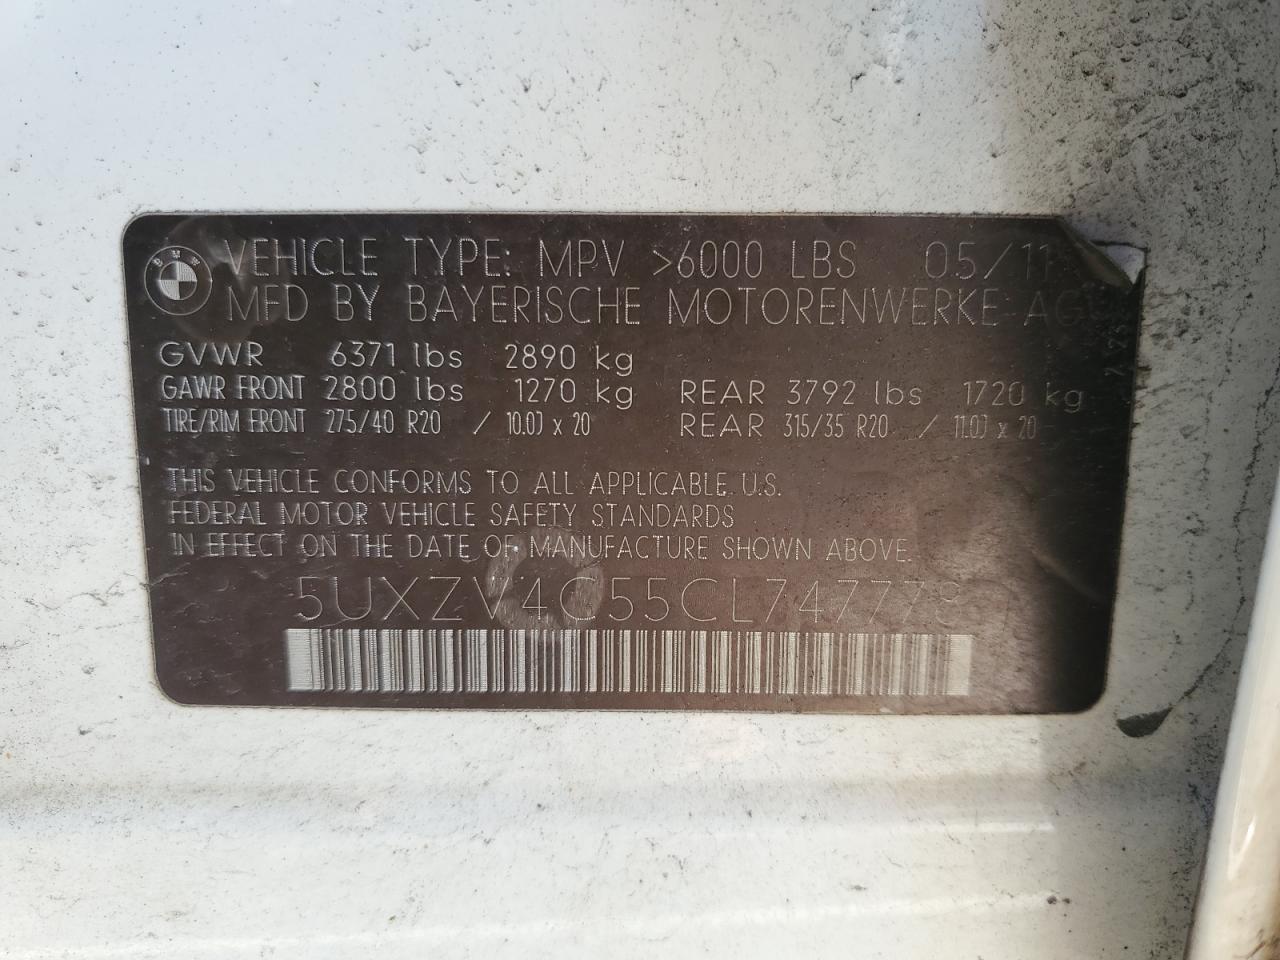 BMW
VEHICLE TYPE: MPV >6000 LBS 05/11
MFD BY BAYERISCHE MOTORENWERKE AG
GVWR 6371 lbs 2890 kg
GAWR FRONT 2800 lbs 1270 kg REAR 3792 lbs 1720 kg
TIRE/RIM FRONT 275/40 R20 / 10.0J x 20 REAR 315/35 R20 / 11.0J x 20
THIS VEHICLE CONFORMS TO ALL APPLICABLE U.S.
FEDERAL MOTOR VEHICLE SAFETY STANDARDS
IN EFFECT ON THE DATE OF MANUFACTURE SHOWN ABOVE.